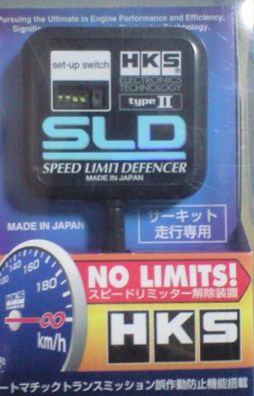 Pursuing the Ultimate in Engine Performance and Efficiency.
Technology.
set-up switch
HKS
ELECTRONICS
TECHNOLOGY
type II
SLD
SPEED LIMIT DEFENCER
MADE IN JAPAN
MADE IN JAPAN
サーキット
走行専用
120
140
160
180
HKS
∞
km/h
NO LIMITS!
スピードリミッター解除装置
HKS
ートマチックトランスミッション誤作動防止機能搭載